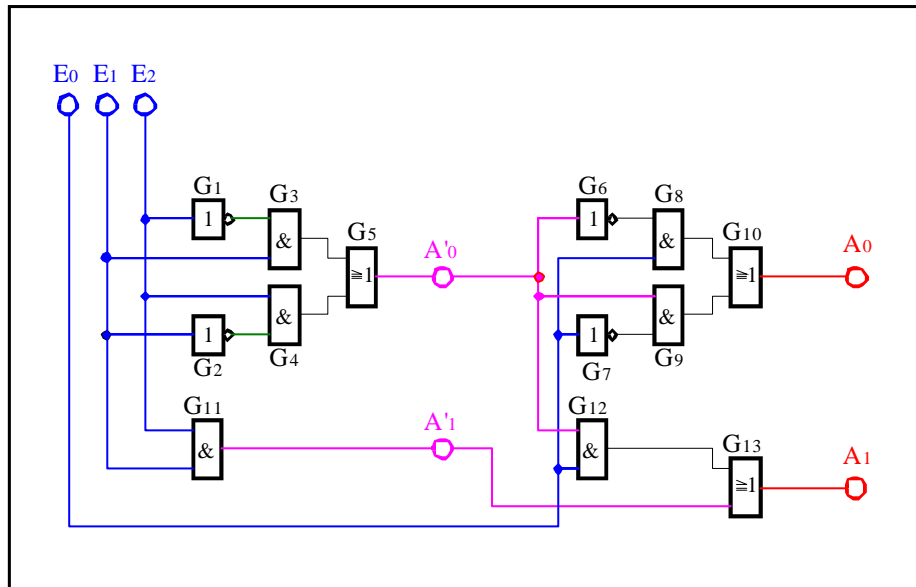 E0 E1 E2
G1 G3 G6 G8
1 & G5 1 & G10
≧1 A'0 ≧1 A0
1 & 1 &
G2 G4 G7 G9
G11 G12
& A'1 & G13
≧1 A1